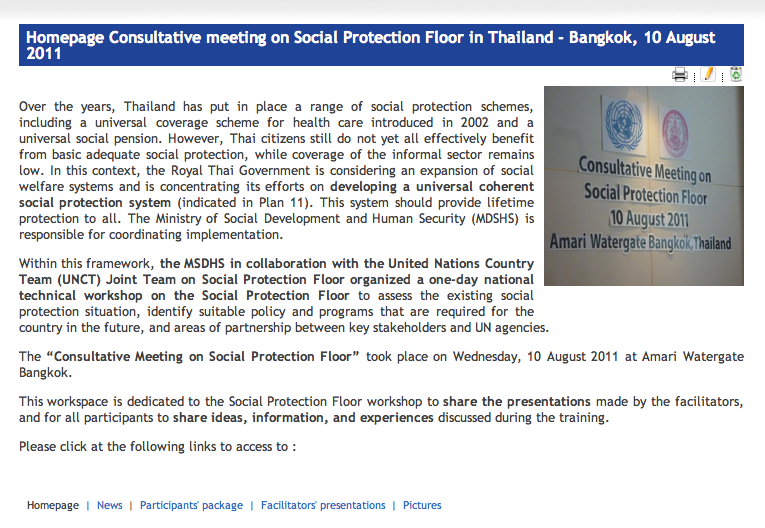 Homepage Consultative meeting on Social Protection Floor in Thailand - Bangkok, 10 August
2011
Over the years, Thailand has put in place a range of social protection schemes,
including a universal coverage scheme for health care introduced in 2002 and a
universal social pension. However, Thai citizens still do not yet all effectively benefit
from basic adequate social protection, while coverage of the informal sector remains
low. In this context, the Royal Thai Government is considering an expansion of social
welfare systems and is concentrating its efforts on developing a universal coherent
social protection system (indicated in Plan 11). This system should provide lifetime
protection to all. The Ministry of Social Development and Human Security (MDSHS) is
responsible for coordinating implementation.
Consultative Meeting on
Social Protection Floor
10 August 2011
Amari Watergate Bangkok,Thailand
Within this framework, the MSDHS in collaboration with the United Nations Country
Team (UNCT) Joint Team on Social Protection Floor organized a one-day national
technical workshop on the Social Protection Floor to assess the existing social
protection situation, identify suitable policy and programs that are required for the
country in the future, and areas of partnership between key stakeholders and UN agencies.
The “Consultative Meeting on Social Protection Floor” took place on Wednesday, 10 August 2011 at Amari Watergate
Bangkok.
This workspace is dedicated to the Social Protection Floor workshop to share the presentations made by the facilitators,
and for all participants to share ideas, information, and experiences discussed during the training.
Please click at the following links to access to :
Homepage | News | Participants' package | Facilitators' presentations | Pictures